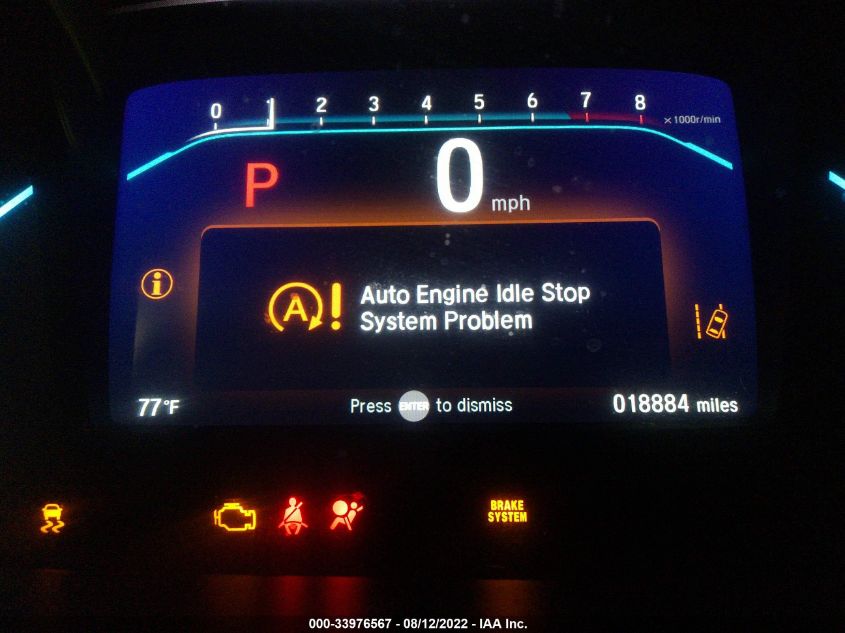 0 1 2 3 4 5 6 7 8
x1000r/min
P
0 mph
A! Auto Engine Idle Stop
System Problem
77°F
Press ENTER to dismiss
018884 miles
BRAKE
SYSTEM
000-33976567 - 08/12/2022 - IAA Inc.